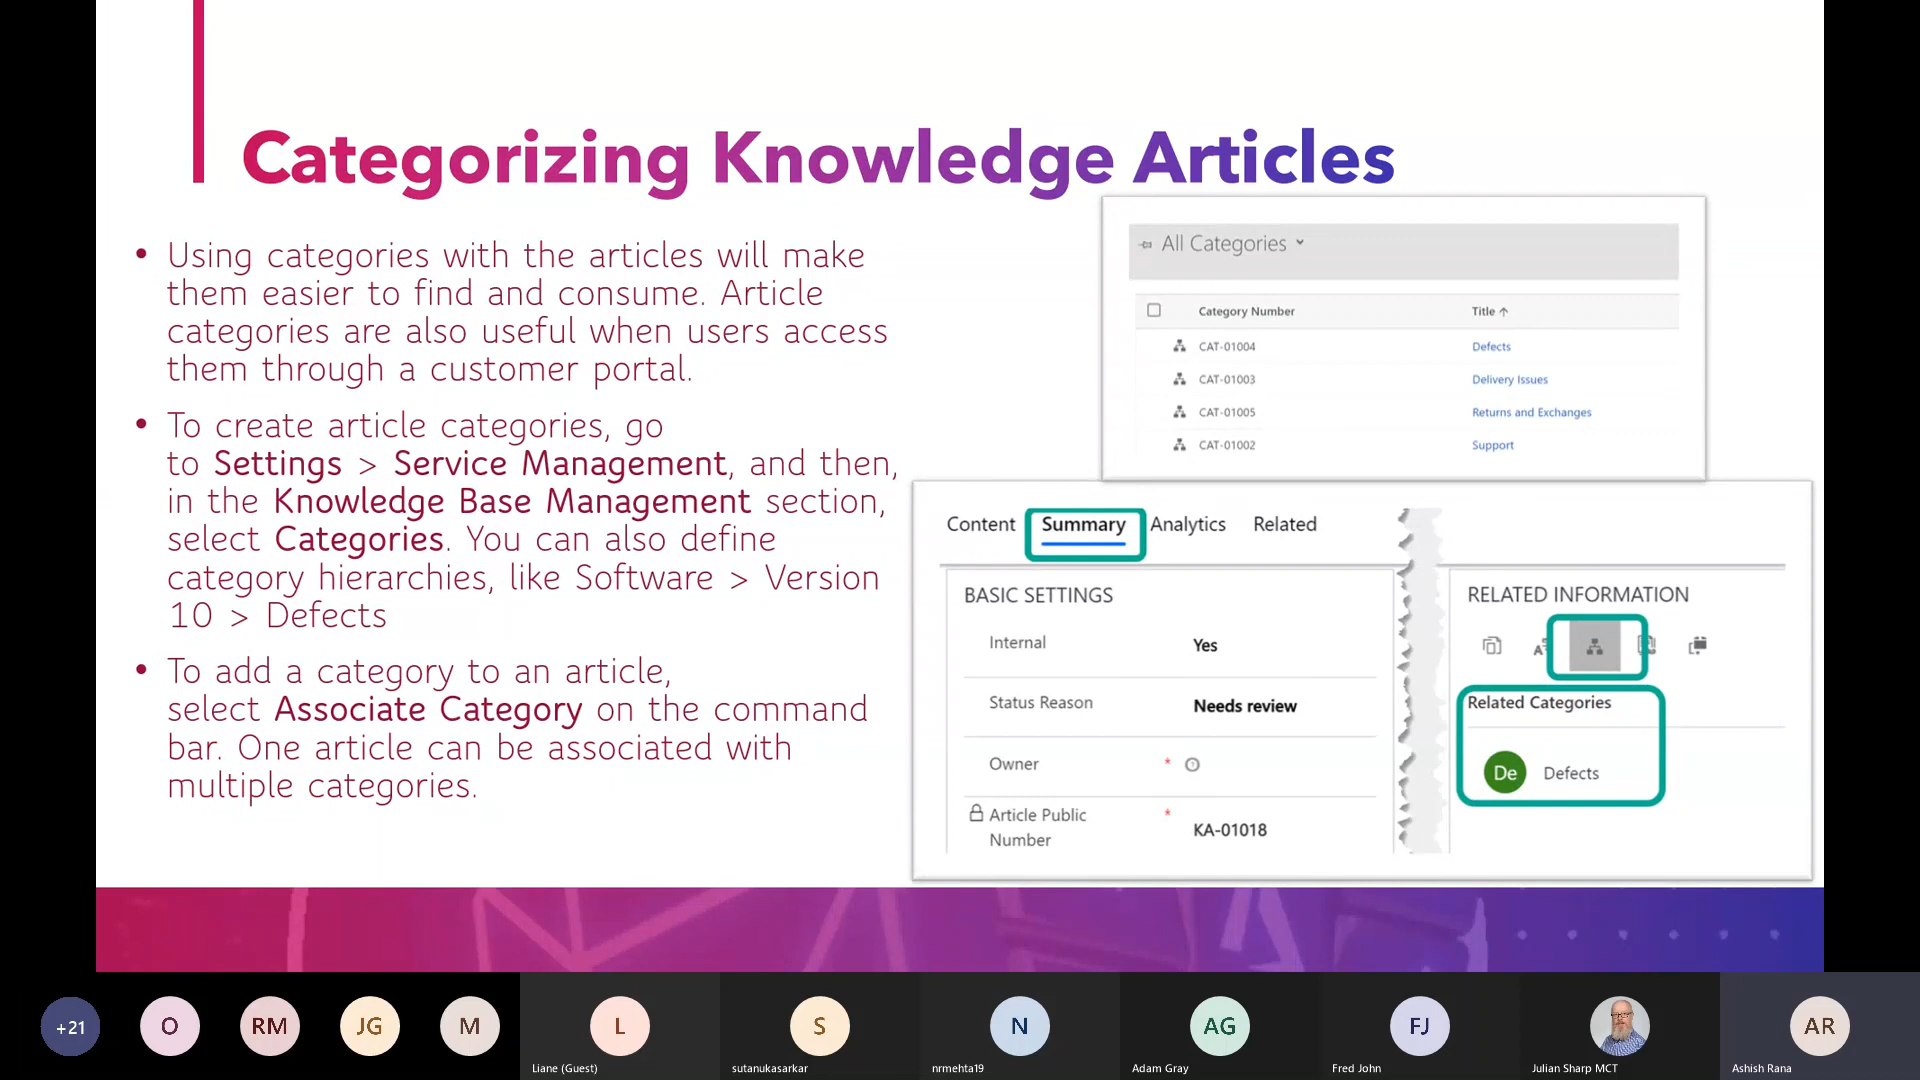 Categorizing Knowledge Articles
• Using categories with the articles will make
them easier to find and consume. Article
categories are also useful when users access
them through a customer portal.
• To create article categories, go
to Settings > Service Management, and then,
in the Knowledge Base Management section,
select Categories. You can also define
category hierarchies, like Software > Version
10 > Defects
• To add a category to an article,
select Associate Category on the command
bar. One article can be associated with
multiple categories.
All Categories
Category Number Title ↑
CAT-01004 Defects
CAT-01003 Delivery Issues
CAT-01005 Returns and Exchanges
CAT-01002 Support
Content Summary Analytics Related
BASIC SETTINGS
Internal Yes
Status Reason Needs review
Owner *
Article Public
Number * KA-01018
RELATED INFORMATION
Related Categories
De Defects
+21 O RM JG M L S N AG FJ AR
Liane (Guest) sutanukasarkar nrmehta19 Adam Gray Fred John Julian Sharp MCT Ashish Rana